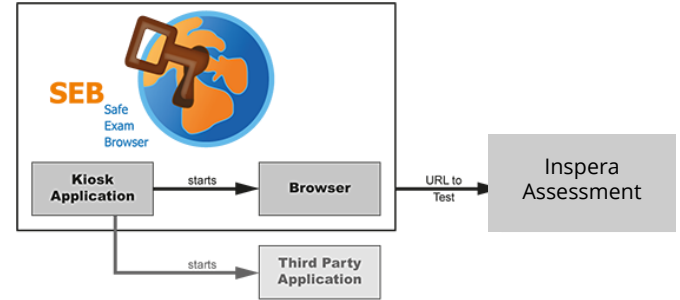 SEB
Safe
Exam
Browser
Kiosk
Application
starts
Browser
URL to
Test
Inspera
Assessment
starts
Third Party
Application